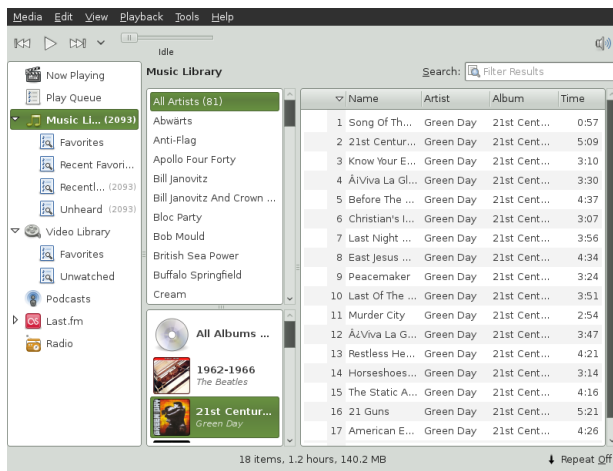 Media Edit View Playback Tools Help
Idle
Now Playing
Play Queue
Music Li... (2093)
Favorites
Recent Favori...
Recentl... (2093)
Unheard (2093)
Video Library
Favorites
Unwatched
Podcasts
Last.fm
Radio
Music Library
Search: Filter Results
All Artists (81)
Abwärts
Anti-Flag
Apollo Four Forty
Bill Janovitz
Bill Janovitz And Crown ...
Bloc Party
Bob Mould
British Sea Power
Buffalo Springfield
Cream
All Albums ...
1962-1966
The Beatles
21st Centur...
Green Day
Name Artist Album Time
1 Song Of Th... Green Day 21st Cent... 0:57
2 21st Centur... Green Day 21st Cent... 5:09
3 Know Your E... Green Day 21st Cent... 3:10
4 Â¡Viva La Gl... Green Day 21st Cent... 3:30
5 Before The ... Green Day 21st Cent... 4:37
6 Christian's I... Green Day 21st Cent... 3:07
7 Last Night ... Green Day 21st Cent... 3:56
8 East Jesus ... Green Day 21st Cent... 4:34
9 Peacemaker Green Day 21st Cent... 3:24
10 Last Of The ... Green Day 21st Cent... 3:51
11 Murder City Green Day 21st Cent... 2:54
12 Â¿Viva La G... Green Day 21st Cent... 3:47
13 Restless He... Green Day 21st Cent... 4:21
14 Horseshoes... Green Day 21st Cent... 3:14
15 The Static A... Green Day 21st Cent... 4:16
16 21 Guns Green Day 21st Cent... 5:21
17 American E... Green Day 21st Cent... 4:26
18 items, 1.2 hours, 140.2 MB
Repeat Off